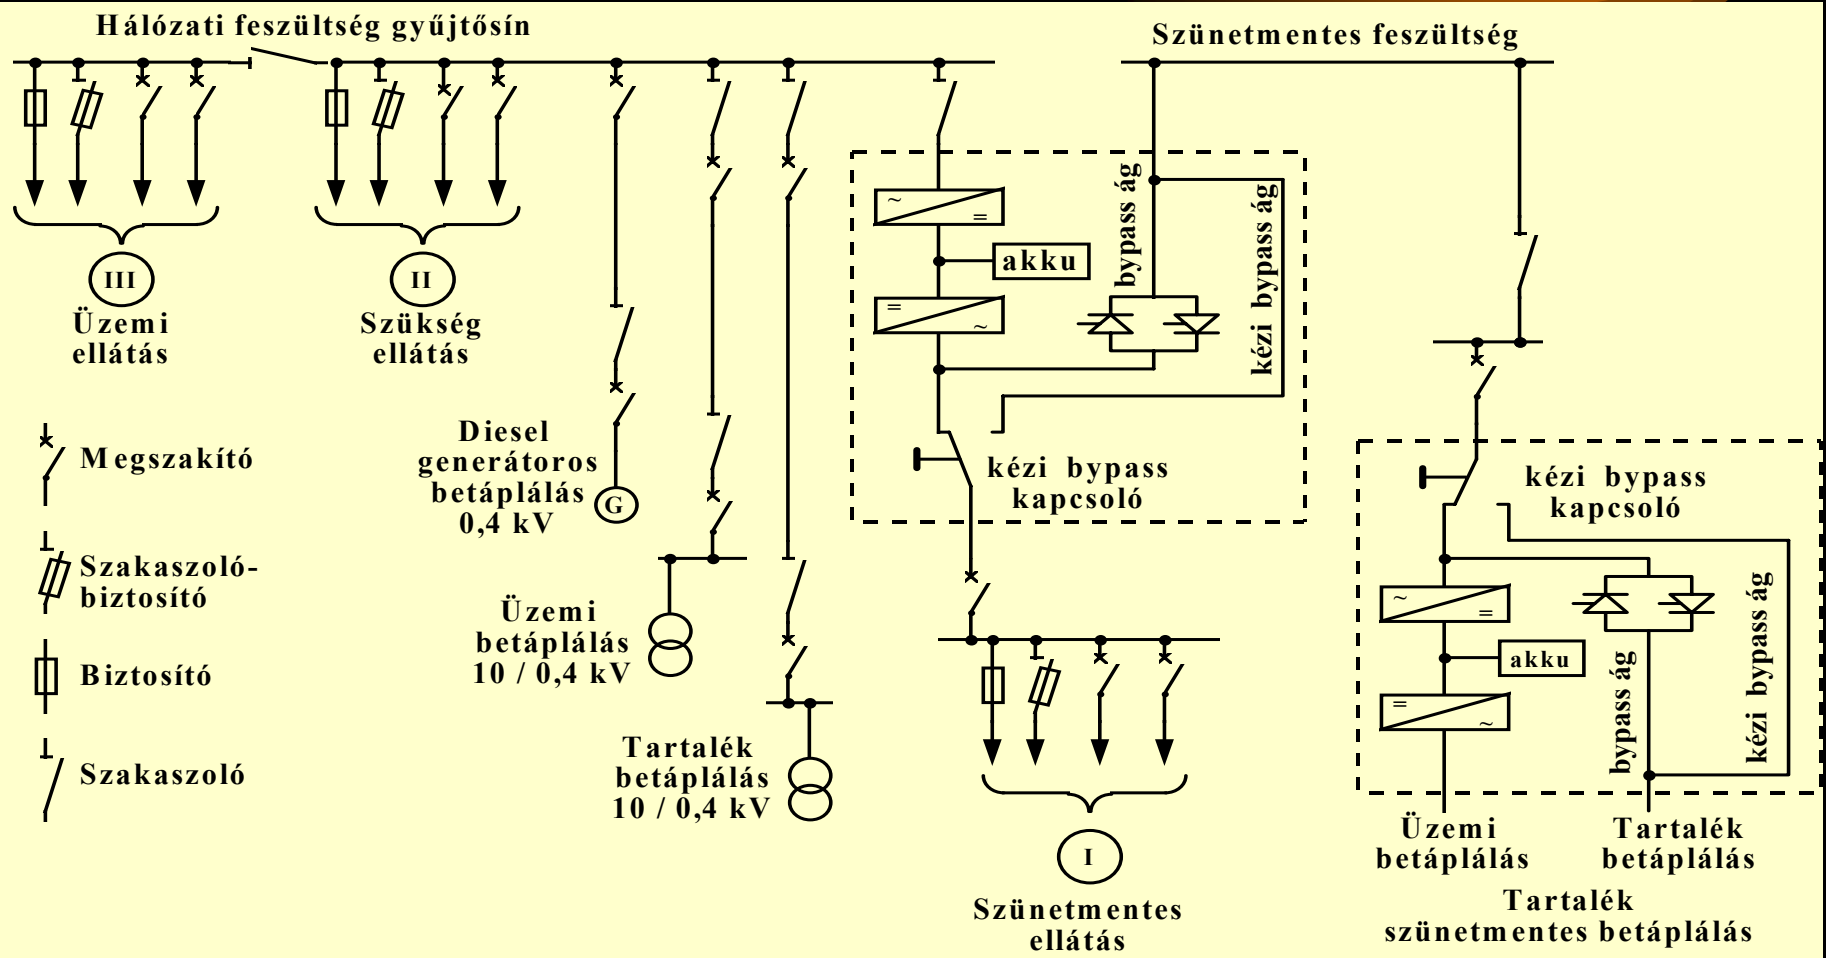 Hálózati feszültség gyűjtősín
Szünetmentes feszültség
III
Üzemi
ellátás
II
Szükség
ellátás
Megszakító
Szakaszoló-
biztosító
Biztosító
Szakaszoló
Diesel
generátoros
betáplálás
0,4 kV
G
Üzemi
betáplálás
10 / 0,4 kV
Tartalék
betáplálás
10 / 0,4 kV
~
=
akku
=
~
bypass ág
kézi bypass ág
kézi bypass
kapcsoló
I
Szünetmentes
ellátás
kézi bypass
kapcsoló
~
=
akku
=
~
bypass ág
kézi bypass ág
Üzemi
betáplálás
Tartalék
betáplálás
Tartalék
szünetmentes betáplálás